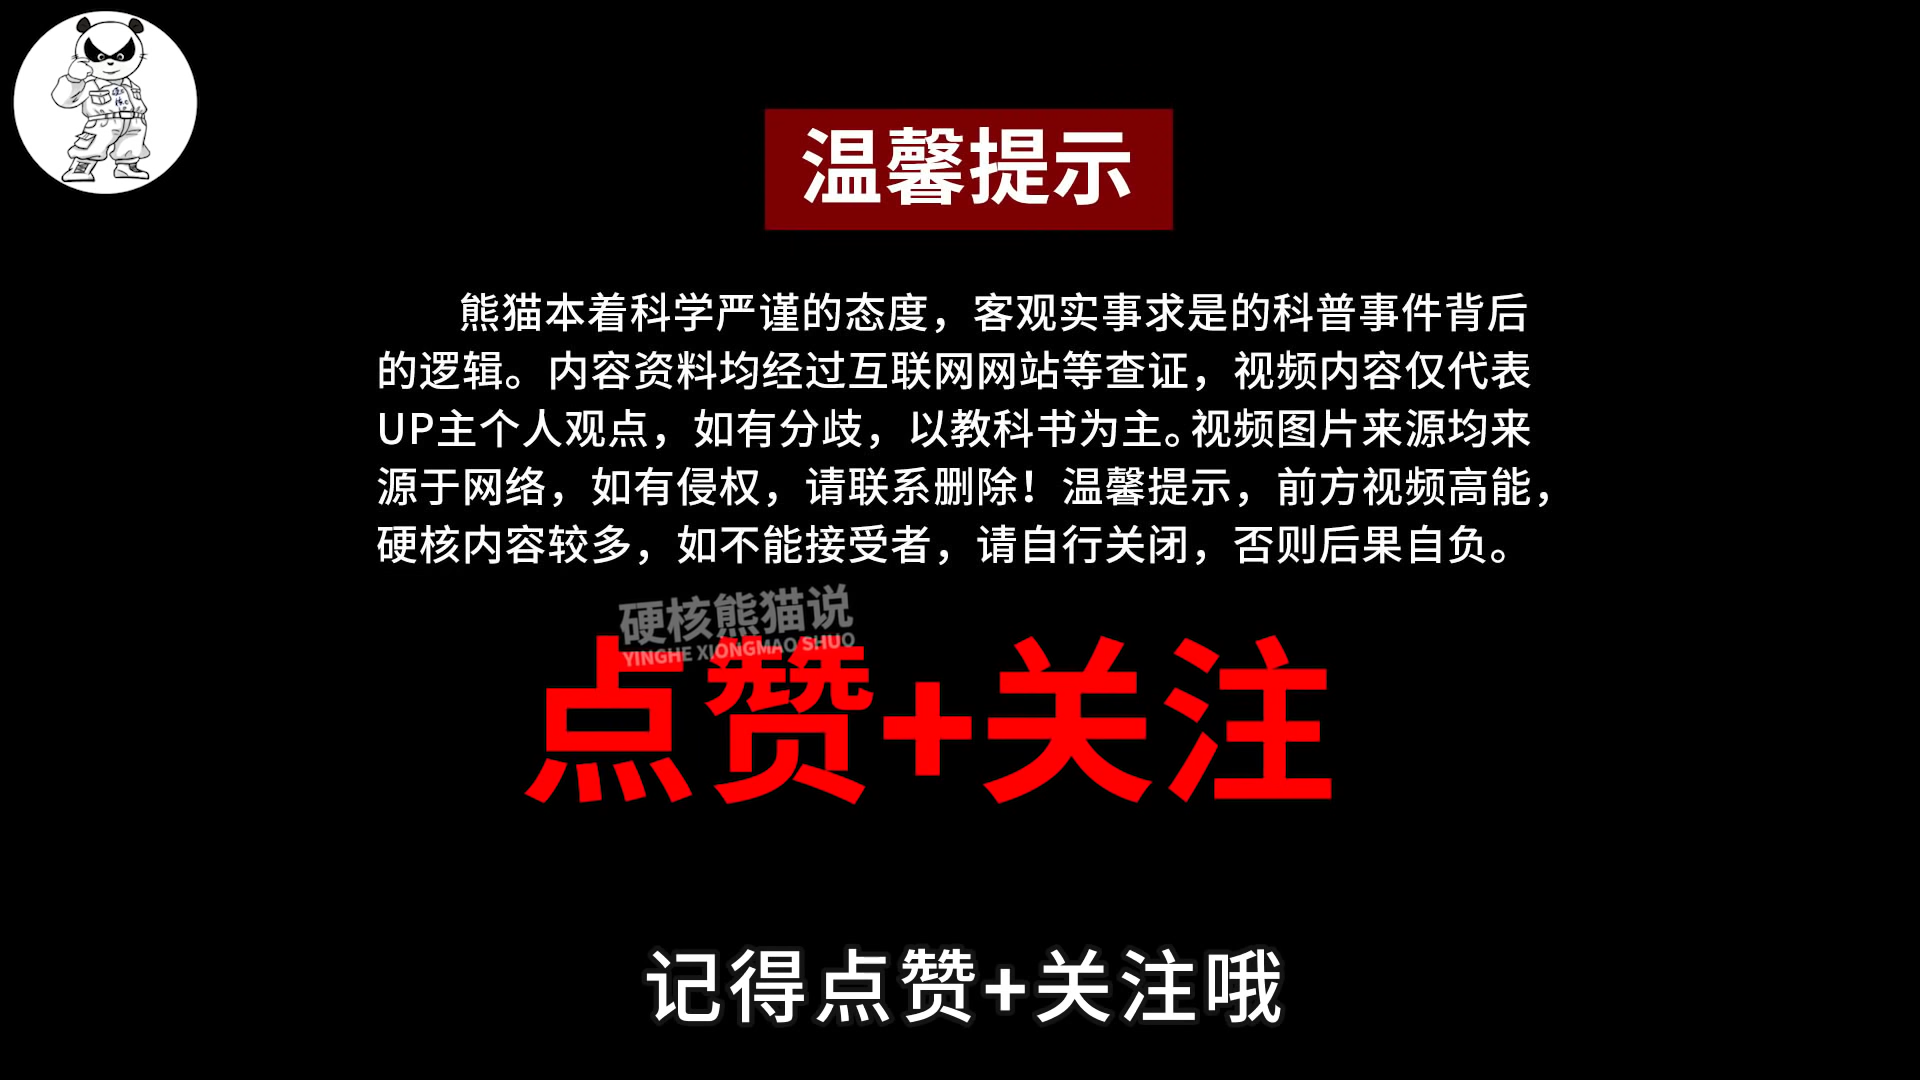 温馨提示
熊猫本着科学严谨的态度，客观实事求是的科普事件背后
的逻辑。内容资料均经过互联网网站等查证，视频内容仅代表
UP主个人观点，如有分歧，以教科书为主。视频图片来源均来
源于网络，如有侵权，请联系删除！温馨提示，前方视频高能，
硬核内容较多，如不能接受者，请自行关闭，否则后果自负。
硬核熊猫说
YINGHE XIONGMAO SHUO
点赞+关注
记得点赞+关注哦